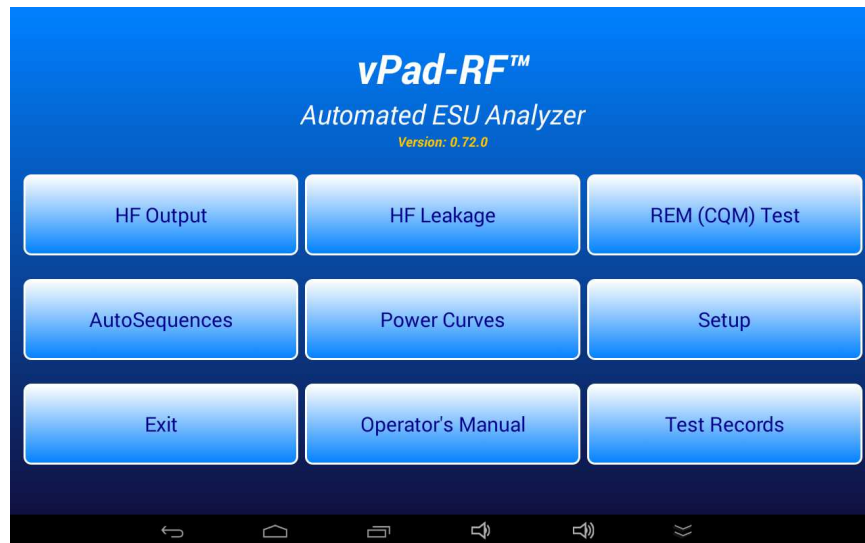 vPad-RF™
Automated ESU Analyzer
Version: 0.72.0
HF Output
HF Leakage
REM (CQM) Test
AutoSequences
Power Curves
Setup
Exit
Operator's Manual
Test Records